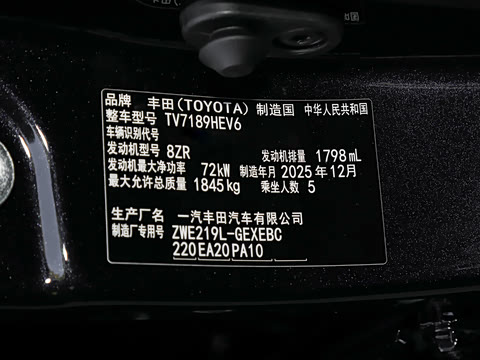 品牌 丰田(TOYOTA) 制造国 中华人民共和国
整车型号 TV7189HEV6
车辆识别代号
发动机型号 8ZR 发动机排量 1798 mL
发动机最大净功率 72kW 制造年月 2025年12月
最大允许总质量 1845kg 乘坐人数 5
生产厂名 一汽丰田汽车有限公司
制造厂专用号 ZWE219L-GEXEBC
220EA20PA10